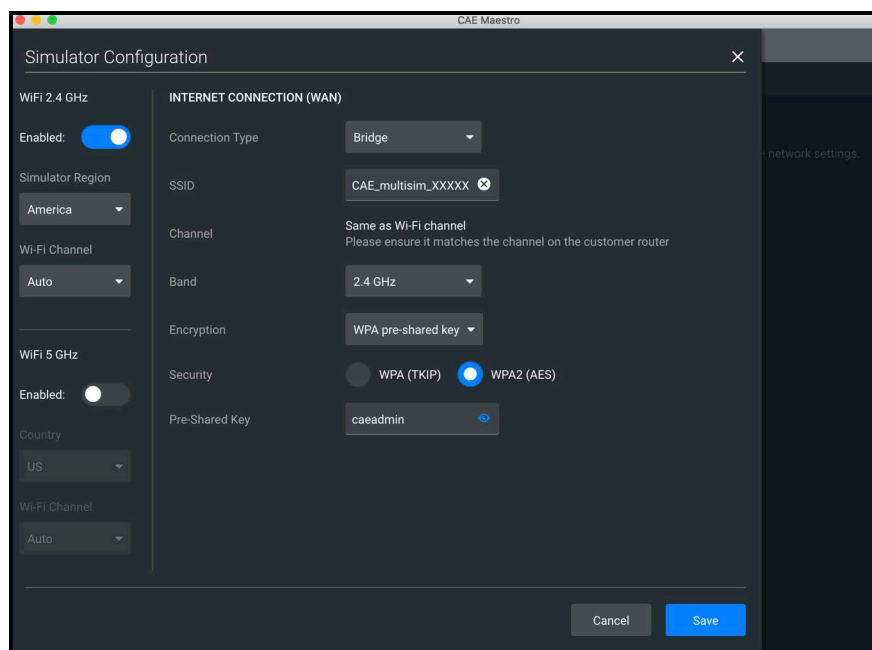 CAE Maestro
Simulator Configuration
WiFi 2.4 GHz
Enabled:
Simulator Region
America
Wi-Fi Channel
Auto
WiFi 5 GHz
Enabled:
Country
US
Wi-Fi Channel
Auto
INTERNET CONNECTION (WAN)
Connection Type
Bridge
SSID
CAE_multisim_XXXXX
Channel
Same as Wi-Fi channel
Please ensure it matches the channel on the customer router
Band
2.4 GHz
Encryption
WPA pre-shared key
Security
WPA (TKIP)
WPA2 (AES)
Pre-Shared Key
caeadmin
network settings.
Cancel
Save